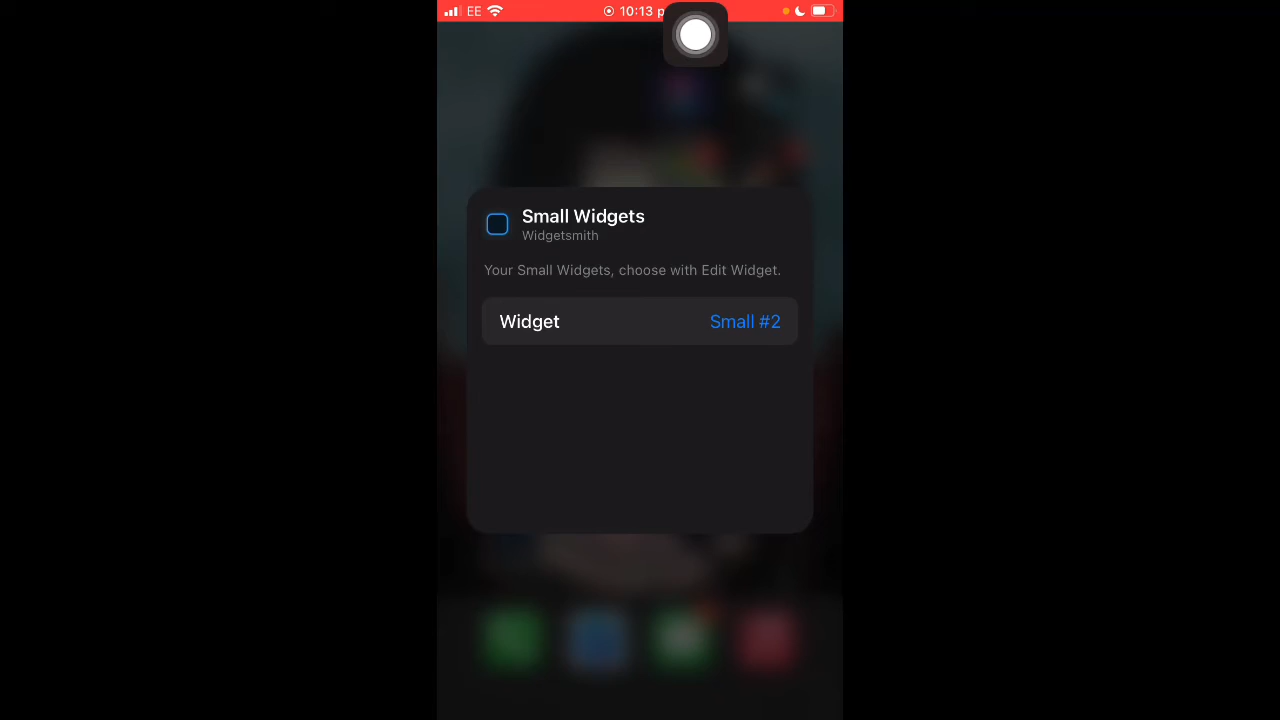 EE 10:13 p
Small Widgets
Widgetsmith
Your Small Widgets, choose with Edit Widget.
Widget Small #2